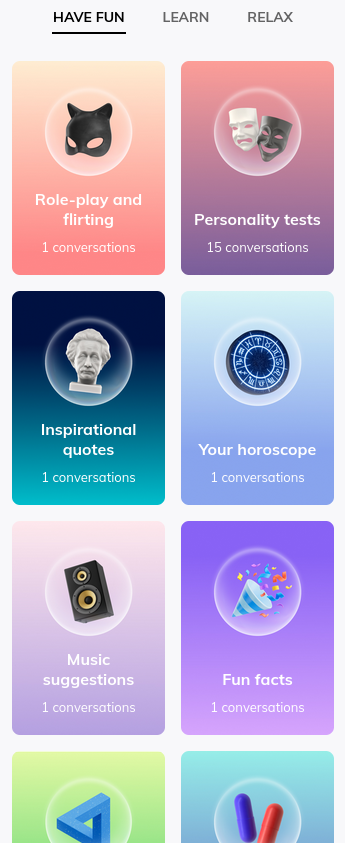 HAVE FUN
LEARN
RELAX
Role-play and
flirting
1 conversations
Personality tests
15 conversations
Inspirational
quotes
1 conversations
Your horoscope
1 conversations
Music
suggestions
1 conversations
Fun facts
1 conversations